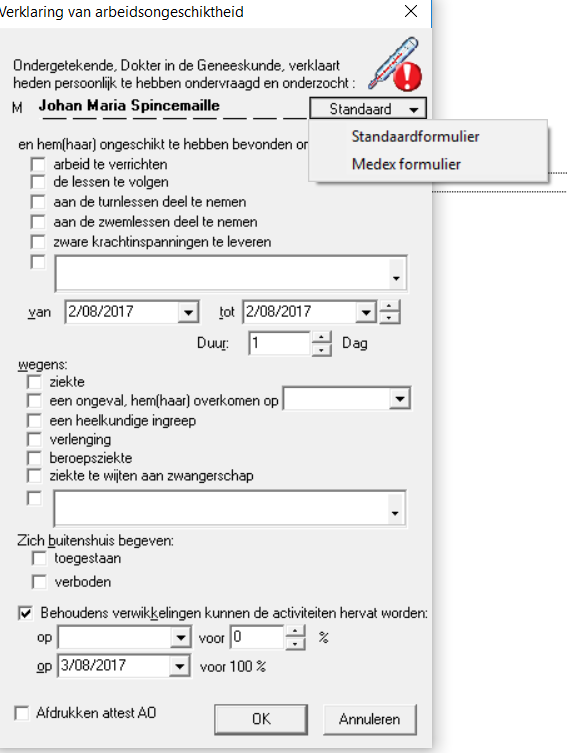 Verklaring van arbeidsongeschiktheid
Ondergetekende, Dokter in de Geneeskunde, verklaart
heden persoonlijk te hebben ondervraagd en onderzocht :
M Johan Maria Spincemaille Standaard
Standaardformulier
Medex formulier
en hem(haar) ongeschikt te hebben bevonden
arbeid te verrichten
de lessen te volgen
aan de turnlessen deel te nemen
aan de zwemlessen deel te nemen
zware krachtinspanningen te leveren
van 2/08/2017 tot 2/08/2017
Duur: 1 Dag
wegens:
ziekte
een ongeval, hem(haar) overkomen op
een heelkundige ingreep
verlenging
beroepsziekte
ziekte te wijten aan zwangerschap
Zich buitenshuis begeven:
toegestaan
verboden
Behoudens verwikkelingen kunnen de activiteiten hervat worden:
op voor 0 %
op 3/08/2017 voor 100 %
Afdrukken attest AO OK Annuleren